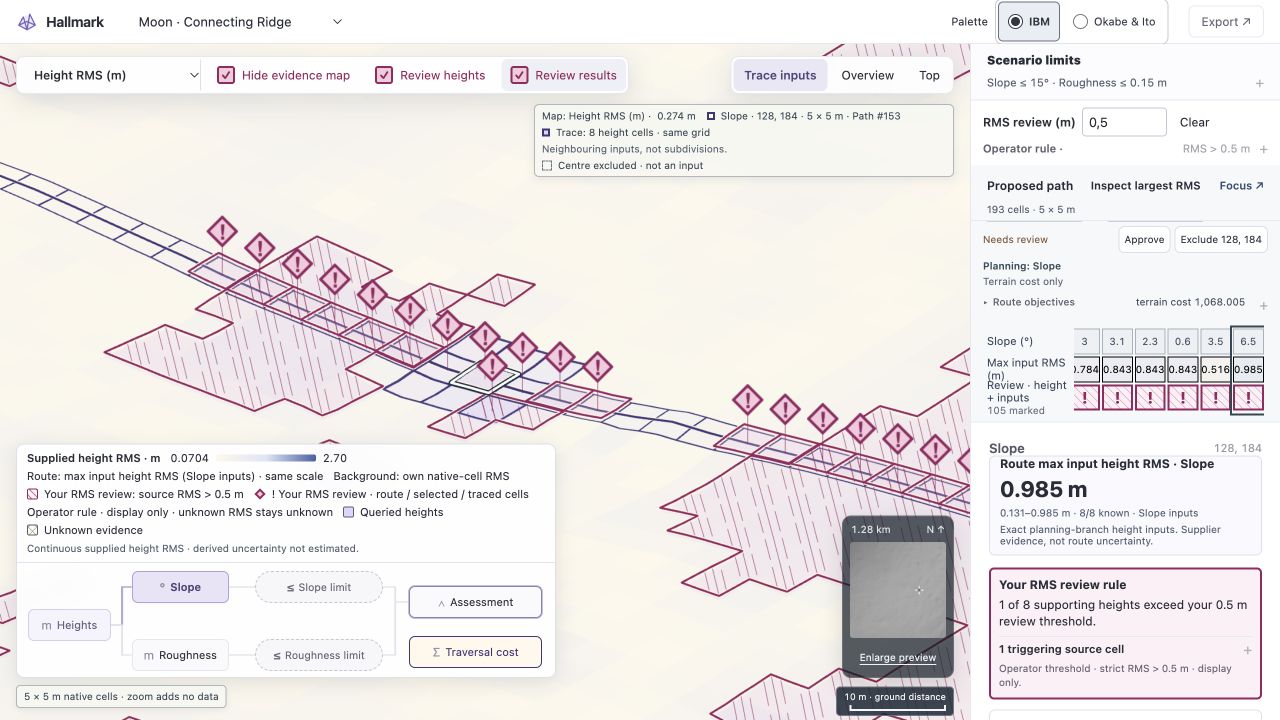 Hallmark
Moon · Connecting Ridge
Palette
IBM
Okabe & Ito
Export ↗
Height RMS (m)
Hide evidence map
Review heights
Review results
Trace inputs
Overview
Top
Map: Height RMS (m) · 0.274 m Slope · 128, 184 · 5 × 5 m · Path #153
Trace: 8 height cells · same grid
Neighbouring inputs, not subdivisions.
Centre excluded · not an input
Supplied height RMS · m 0.0704 2.70
Route: max input height RMS (Slope inputs) · same scale Background: own native-cell RMS
Your RMS review: source RMS > 0.5 m ! Your RMS review · route / selected / traced cells
Operator rule · display only · unknown RMS stays unknown Queried heights
Unknown evidence
Continuous supplied height RMS · derived uncertainty not estimated.
m Heights
° Slope
≤ Slope limit
m Roughness
≤ Roughness limit
∧ Assessment
Σ Traversal cost
5 × 5 m native cells · zoom adds no data
1.28 km N ↑
Enlarge preview
10 m · ground distance
Scenario limits
Slope ≤ 15° · Roughness ≤ 0.15 m +
RMS review (m) 0,5 Clear
Operator rule · RMS > 0.5 m +
Proposed path Inspect largest RMS Focus ↗
193 cells · 5 × 5 m
Needs review Approve Exclude 128, 184
Planning: Slope
Terrain cost only
▸ Route objectives terrain cost 1,068.005 +
Slope (°) 3 3.1 2.3 0.6 3.5 6.5
Max input RMS (m) 0.784 0.843 0.843 0.843 0.516 0.985
Review · height + inputs ! ! ! ! ! !
105 marked
Slope 128, 184
Route max input height RMS · Slope
0.985 m
0.131–0.985 m · 8/8 known · Slope inputs
Exact planning-branch height inputs. Supplier
evidence, not route uncertainty.
Your RMS review rule
1 of 8 supporting heights exceed your 0.5 m
review threshold.
1 triggering source cell +
Operator threshold · strict RMS > 0.5 m · display
only.